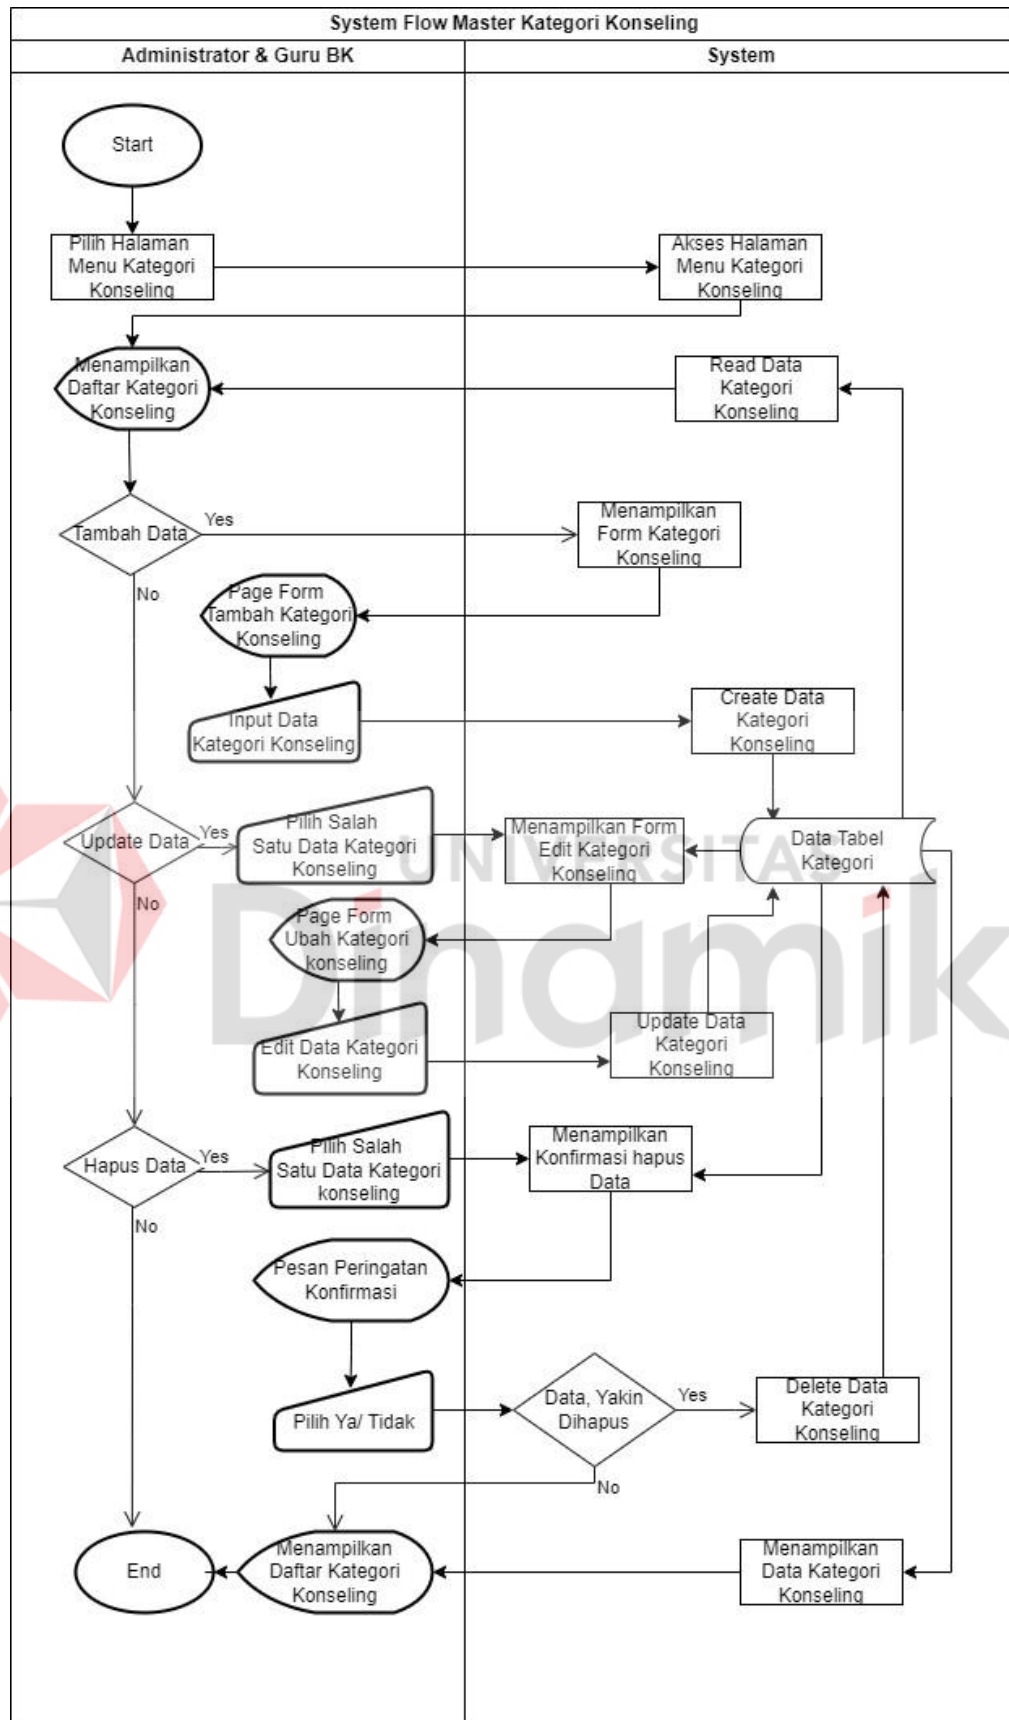 System Flow Master Kategori Konseling
Administrator & Guru BK
System
Start
Pilih Halaman
Menu Kategori
Konseling
Akses Halaman
Menu Kategori
Konseling
Menampilkan
Daftar Kategori
Konseling
Read Data
Kategori
Konseling
Tambah Data
Yes
No
Menampilkan
Form Kategori
Konseling
Page Form
Tambah Kategori
Konseling
Input Data
Kategori Konseling
Create Data
Kategori
Konseling
Update Data
Yes
No
Pilih Salah
Satu Data Kategori
Konseling
Menampilkan Form
Edit Kategori
Konseling
Data Tabel
Kategori
UNIVERSITAS
Dinamik
Page Form
Ubah Kategori
konseling
Edit Data Kategori
Konseling
Update Data
Kategori
Konseling
Hapus Data
Yes
No
Pilih Salah
Satu Data Kategori
konseling
Menampilkan
Konfirmasi hapus
Data
Pesan Peringatan
Konfirmasi
Pilih Ya/ Tidak
Data, Yakin
Dihapus
Yes
No
Delete Data
Kategori
Konseling
End
Menampilkan
Daftar Kategori
Konseling
Menampilkan
Data Kategori
Konseling